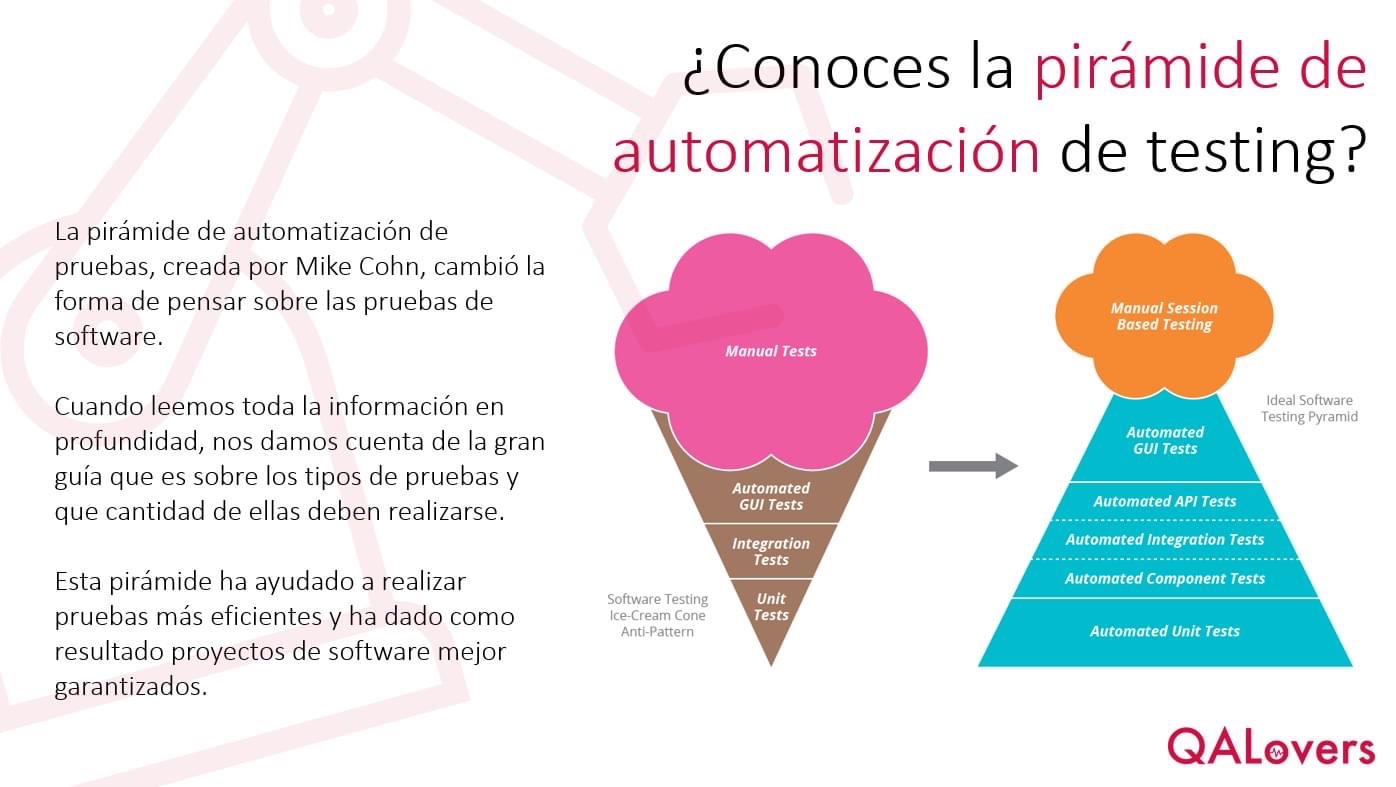 ¿Conoces la pirámide de
automatización de testing?
La pirámide de automatización de
pruebas, creada por Mike Cohn, cambió la
forma de pensar sobre las pruebas de
software.
Cuando leemos toda la información en
profundidad, nos damos cuenta de la gran
guía que es sobre los tipos de pruebas y
que cantidad de ellas deben realizarse.
Esta pirámide ha ayudado a realizar
pruebas más eficientes y ha dado como
resultado proyectos de software mejor
garantizados.
Manual Tests
Automated
GUI Tests
Integration
Tests
Unit
Tests
Software Testing
Ice-Cream Cone
Anti-Pattern
Manual Session
Based Testing
Ideal Software
Testing Pyramid
Automated
GUI Tests
Automated API Tests
Automated Integration Tests
Automated Component Tests
Automated Unit Tests
QALovers